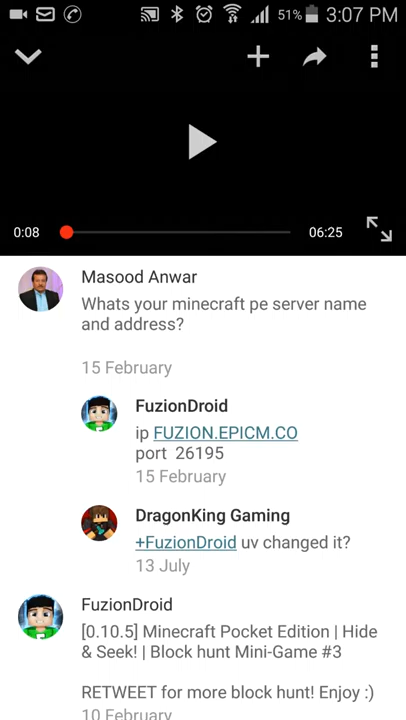 51% 3:07 PM
0:08 06:25
Masood Anwar
Whats your minecraft pe server name
and address?
15 February
FuzionDroid
ip FUZION.EPICM.CO
port 26195
15 February
DragonKing Gaming
+FuzionDroid uv changed it?
13 July
FuzionDroid
[0.10.5] Minecraft Pocket Edition | Hide
& Seek! | Block hunt Mini-Game #3
RETWEET for more block hunt! Enjoy :)
10 February